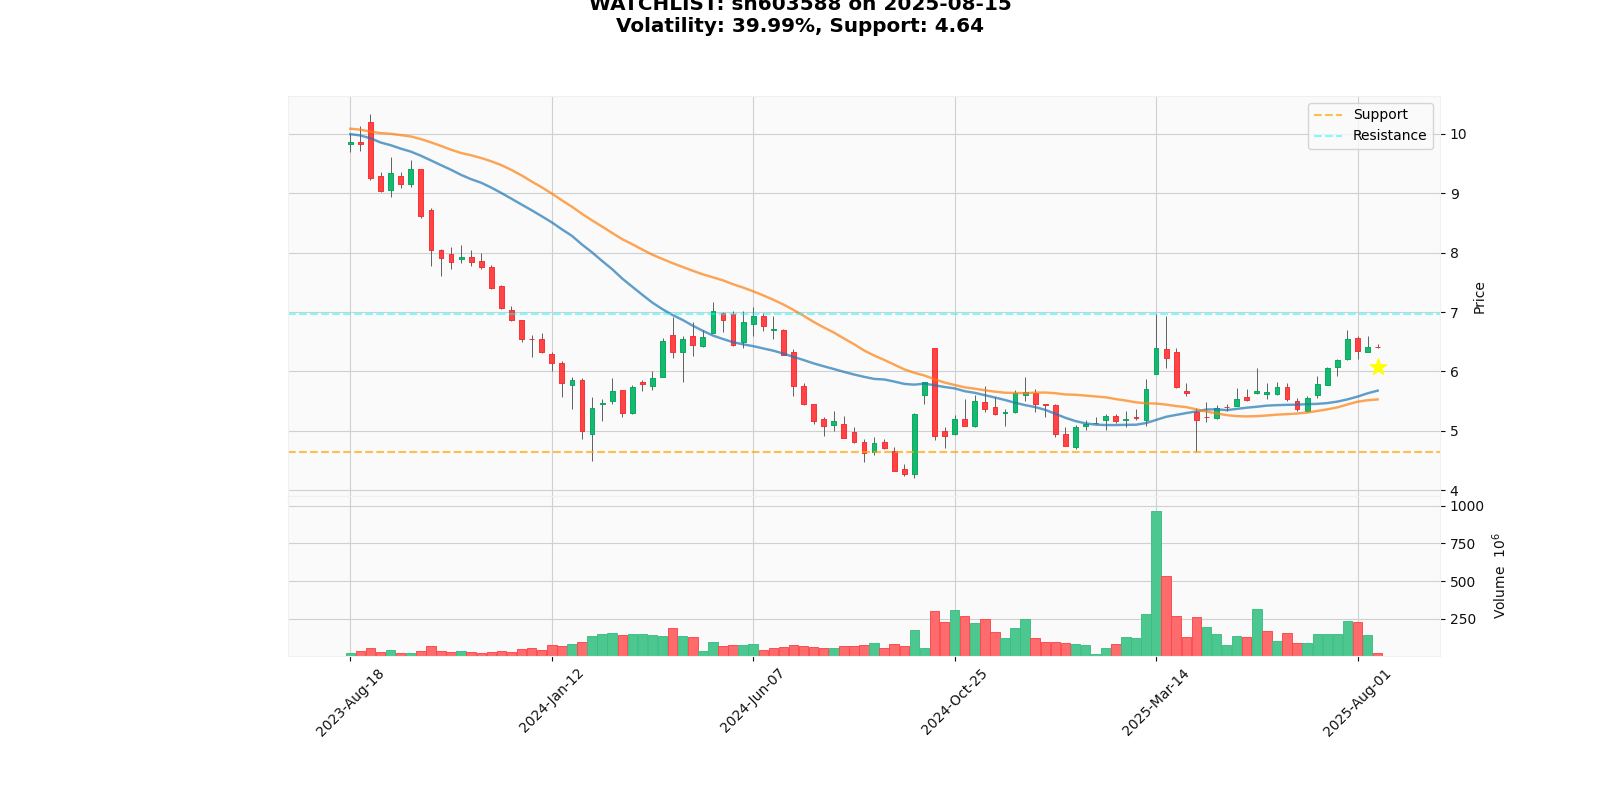 WATCHLIST: sh603588 on 2025-08-15
Volatility: 39.99%, Support: 4.64
Support
Resistance
10
9
8
7
6
5
4
Price
1000
750
500
250
Volume 10⁶
2023-Aug-18
2024-Jan-12
2024-Jun-07
2024-Oct-25
2025-Mar-14
2025-Aug-01